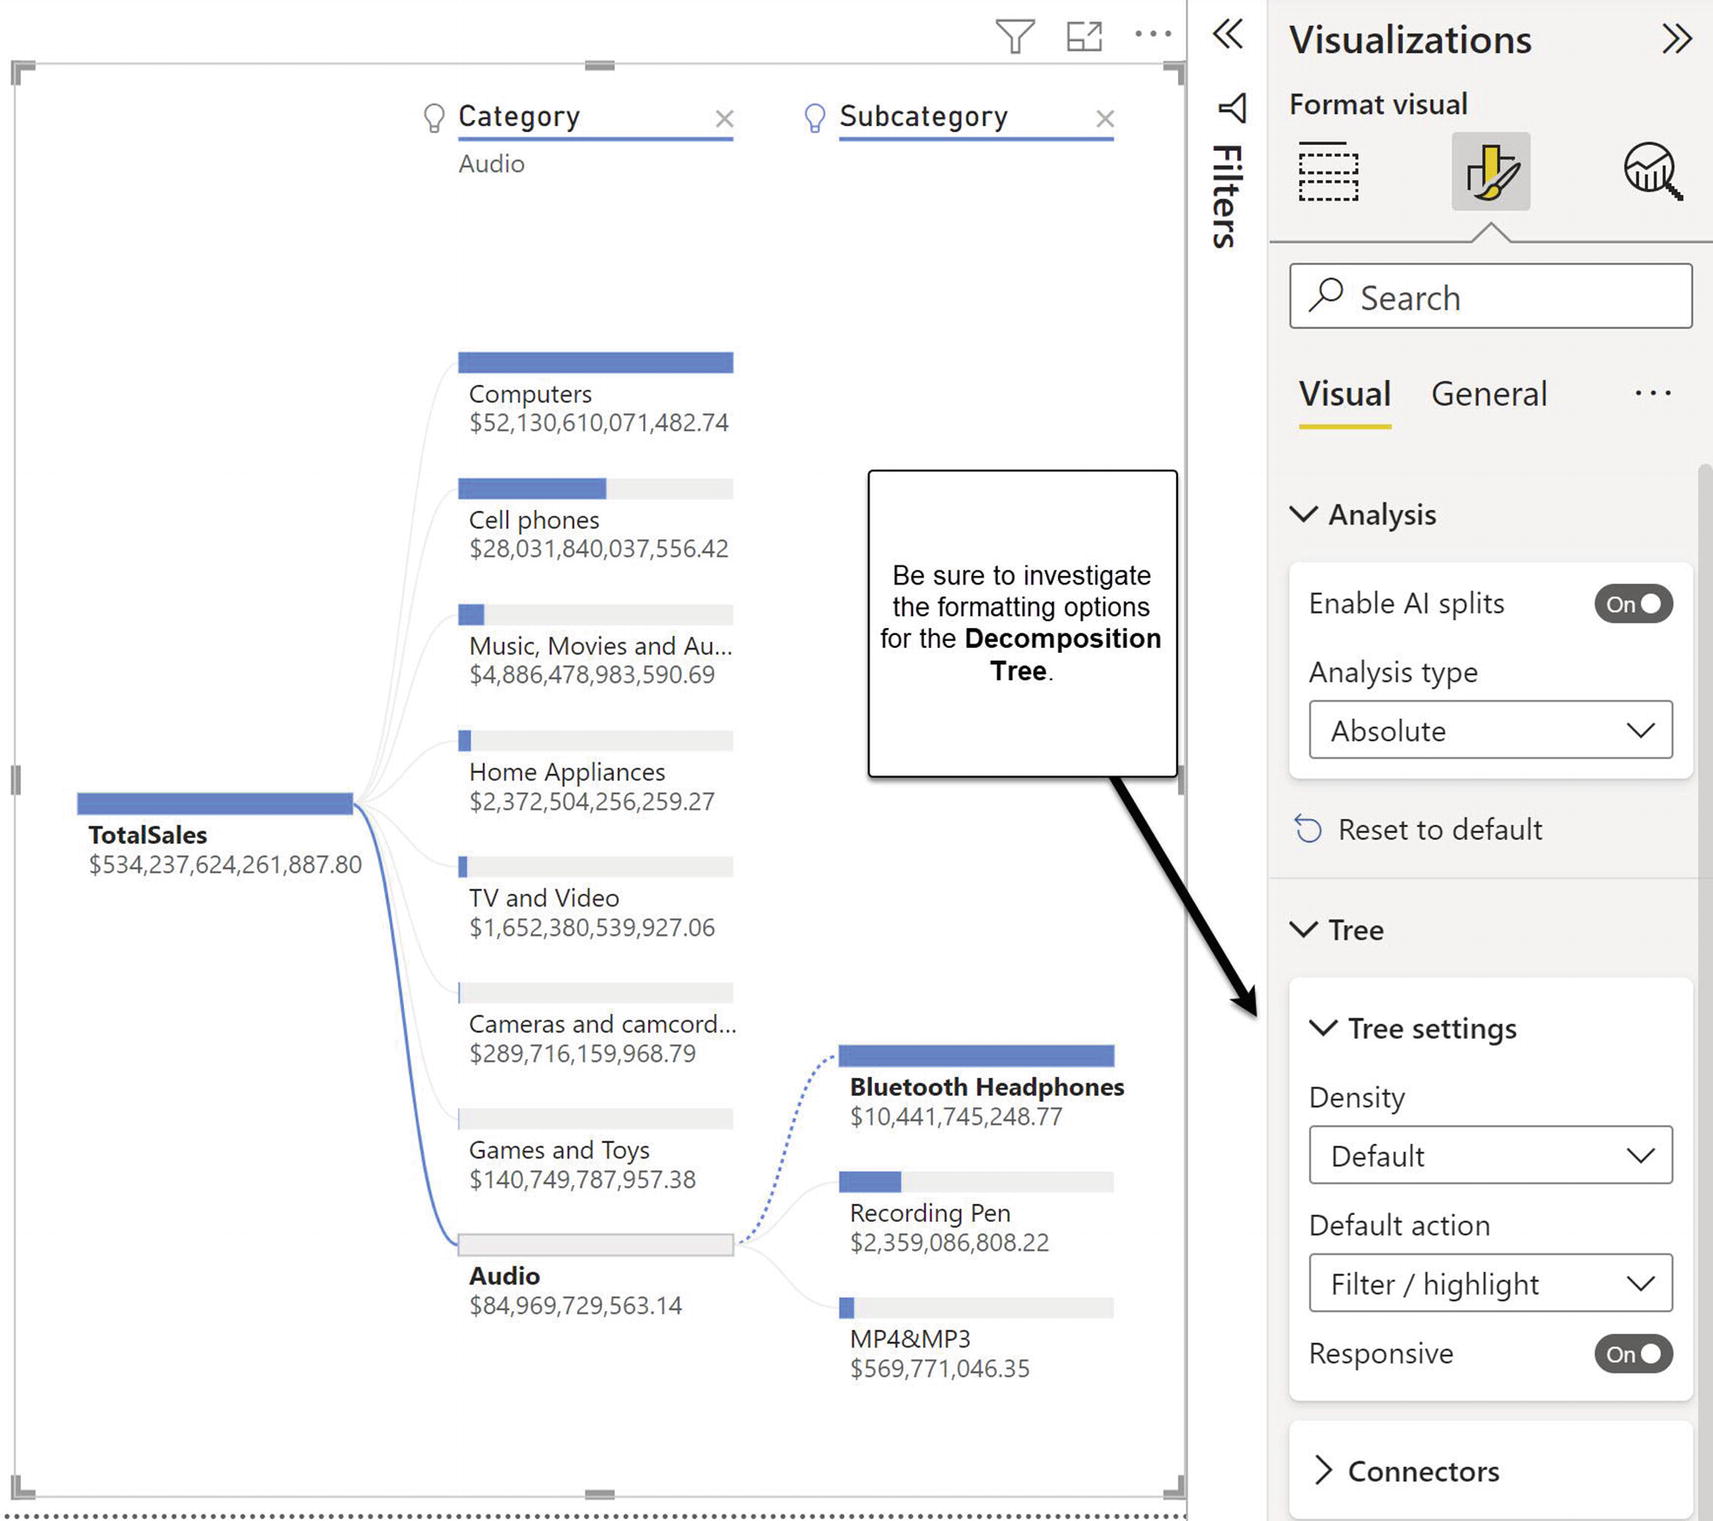 Category
Audio
Subcategory
Computers
$52,130,610,071,482.74
Cell phones
$28,031,840,037,556.42
Music, Movies and Au...
$4,886,478,983,590.69
Home Appliances
$2,372,504,256,259.27
TotalSales
$534,237,624,261,887.80
TV and Video
$1,652,380,539,927.06
Cameras and camcord...
$289,716,159,968.79
Games and Toys
$140,749,787,957.38
Audio
$84,969,729,563.14
Bluetooth Headphones
$10,441,745,248.77
Recording Pen
$2,359,086,808.22
MP4&MP3
$569,771,046.35
Be sure to investigate
the formatting options
for the Decomposition
Tree.
Filters
Visualizations
Format visual
Search
Visual General
Analysis
Enable AI splits On
Analysis type
Absolute
Reset to default
Tree
Tree settings
Density
Default
Default action
Filter / highlight
Responsive On
Connectors